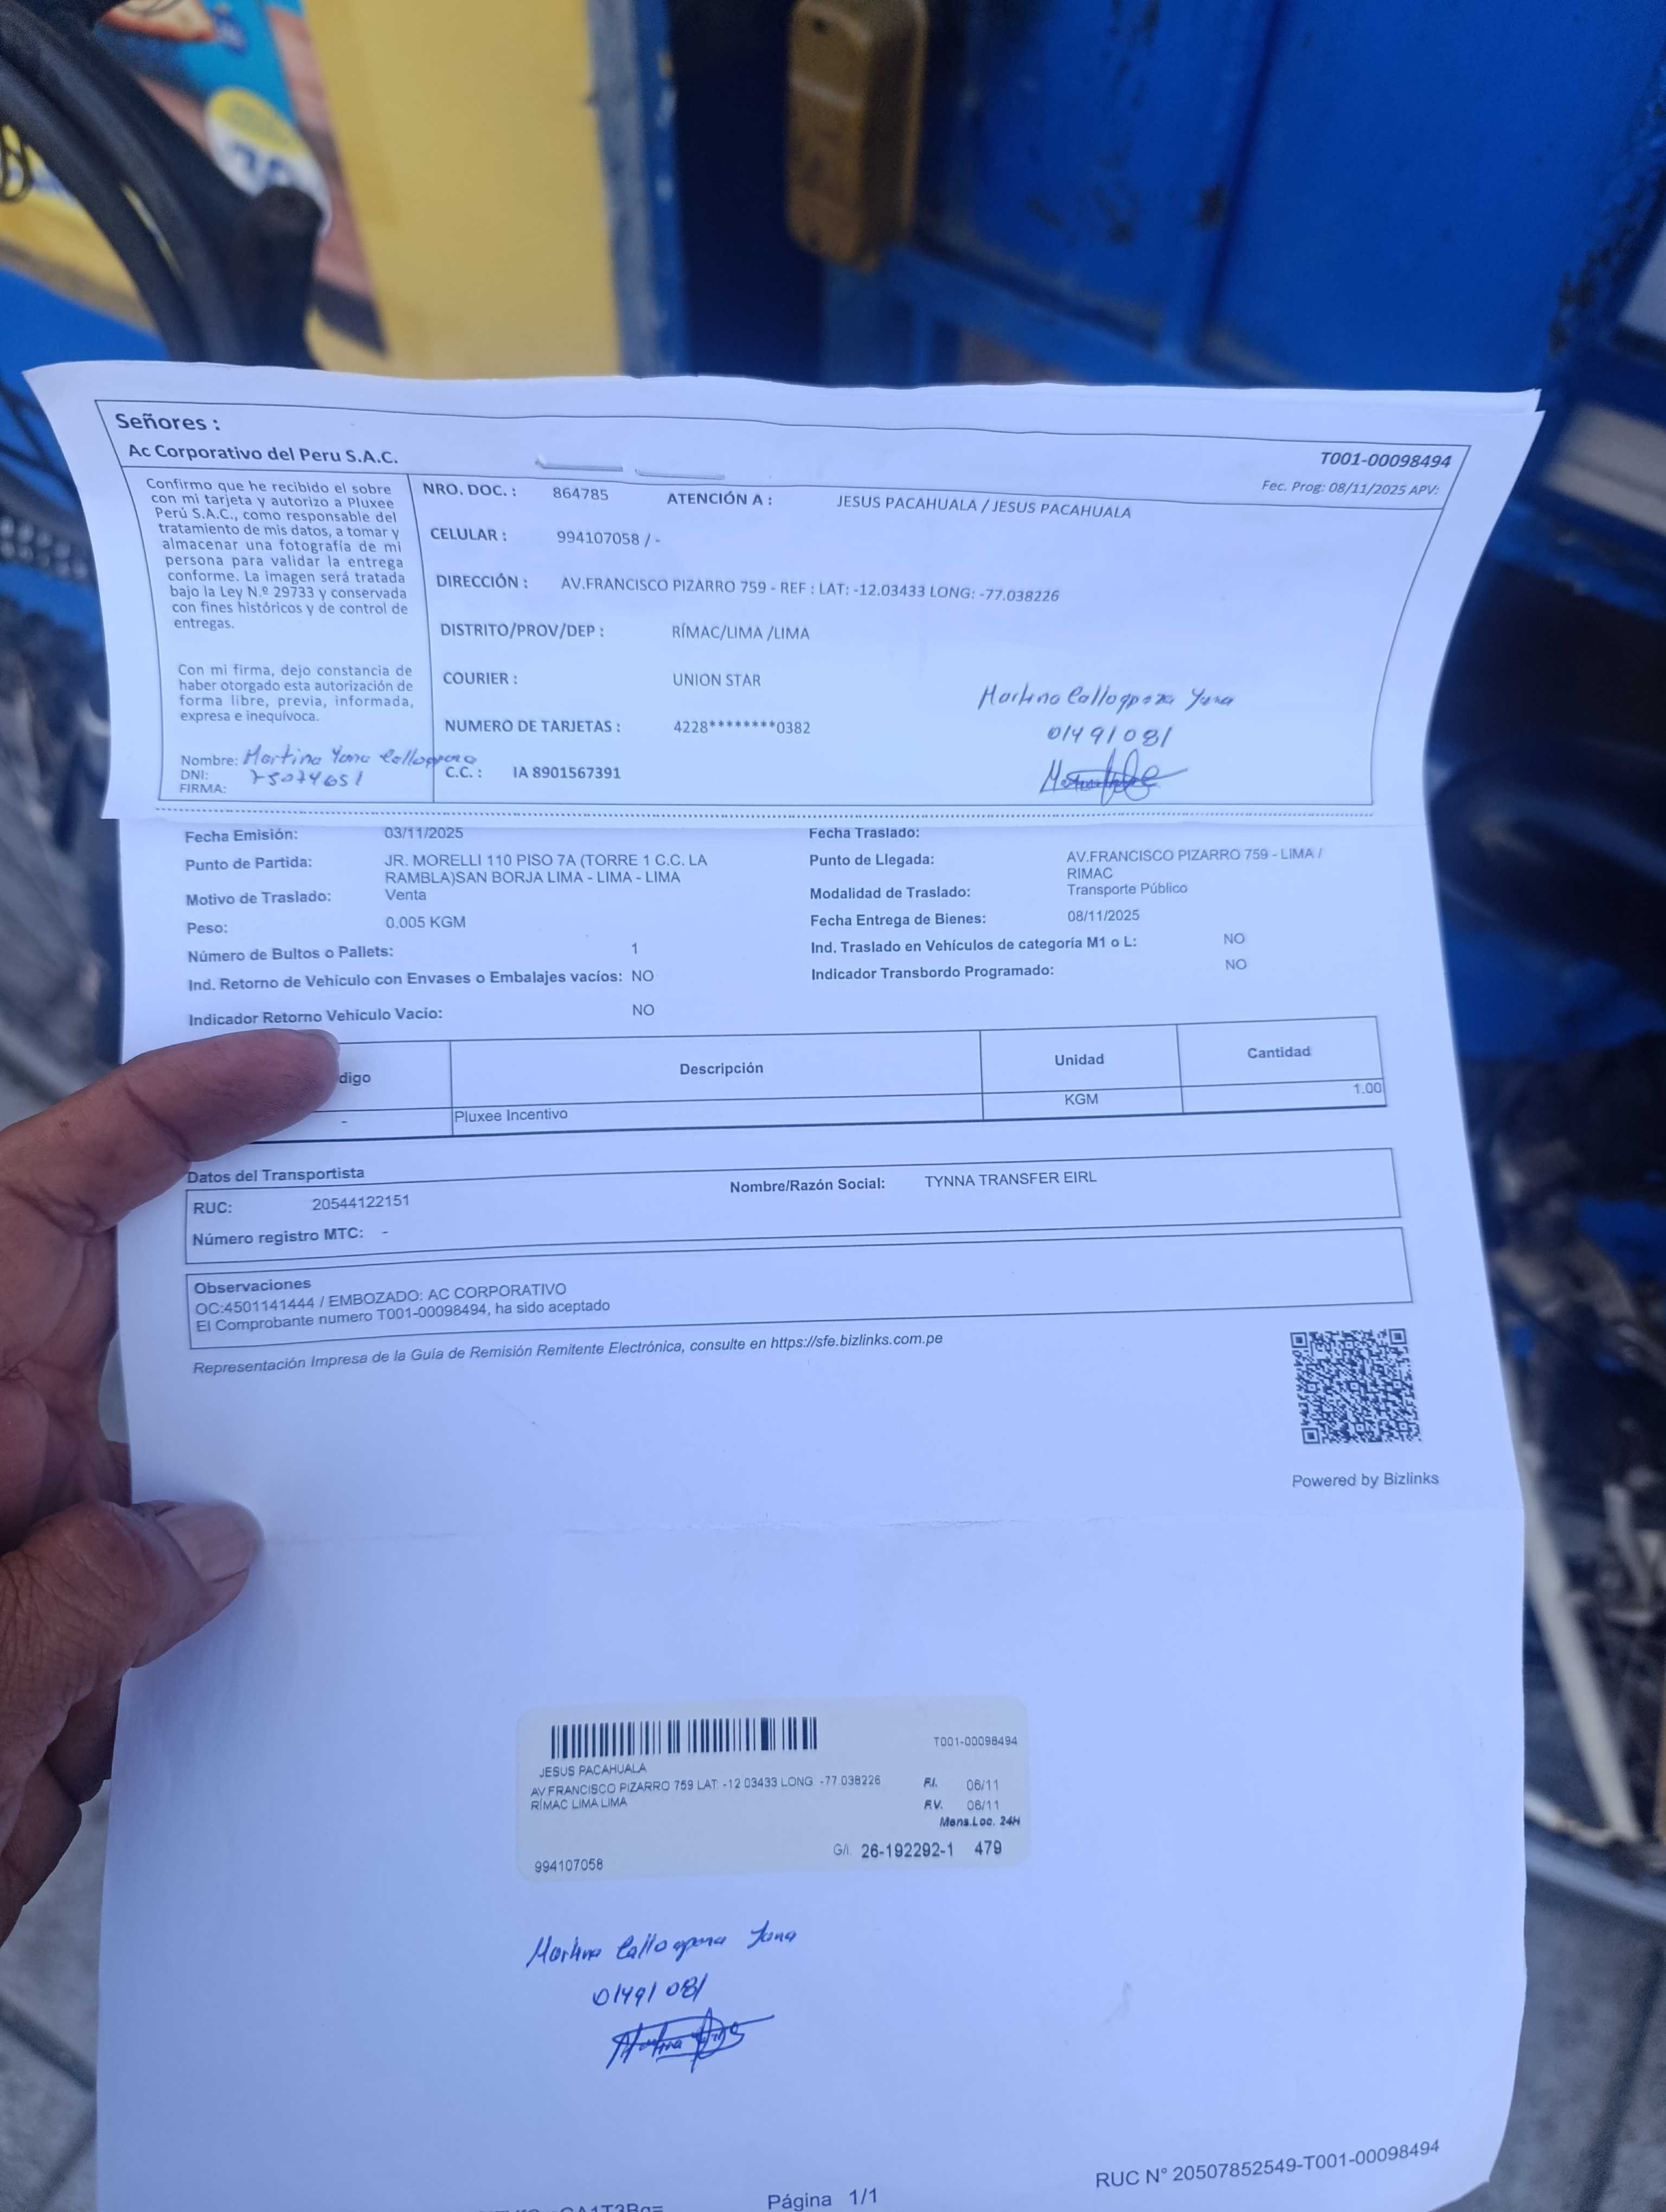 Señores :
Ac Corporativo del Peru S.A.C.
T001-00098494
Fec. Prog: 08/11/2025 APV:
Confirmo que he recibido el sobre
con mi tarjeta y autorizo a Pluxee
Perú S.A.C., como responsable del
tratamiento de mis datos, a tomar y
almacenar una fotografía de mi
persona para validar la entrega
conforme. La imagen será tratada
bajo la Ley N.º 29733 y conservada
con fines históricos y de control de
entregas.
Con mi firma, dejo constancia de
haber otorgado esta autorización de
forma libre, previa, informada,
expresa e inequívoca.
Nombre: Martina Yana
DNI:
FIRMA:
NRO. DOC. : 864785 ATENCIÓN A : JESUS PACAHUALA / JESUS PACAHUALA
CELULAR : 994107058 / -
DIRECCIÓN : AV.FRANCISCO PIZARRO 759 - REF : LAT: -12.03433 LONG: -77.038226
DISTRITO/PROV/DEP : RÍMAC/LIMA /LIMA
COURIER : UNION STAR
NUMERO DE TARJETAS : 4228********0382
C.C. : IA 8901567391
Yana
01491081
Fecha Emisión: 03/11/2025 Fecha Traslado:
Punto de Partida: JR. MORELLI 110 PISO 7A (TORRE 1 C.C. LA
RAMBLA)SAN BORJA LIMA - LIMA - LIMA
Punto de Llegada: AV.FRANCISCO PIZARRO 759 - LIMA /
RIMAC
Motivo de Traslado: Venta Modalidad de Traslado: Transporte Público
Peso: 0.005 KGM Fecha Entrega de Bienes: 08/11/2025
Número de Bultos o Pallets: 1 Ind. Traslado en Vehículos de categoría M1 o L: NO
Ind. Retorno de Vehículo con Envases o Embalajes vacíos: NO Indicador Transbordo Programado: NO
Indicador Retorno Vehículo Vacio: NO
digo Descripción Unidad Cantidad
- Pluxee Incentivo KGM 1.00
Datos del Transportista
RUC: 20544122151 Nombre/Razón Social: TYNNA TRANSFER EIRL
Número registro MTC: -
Observaciones
OC:4501141444 / EMBOZADO: AC CORPORATIVO
El Comprobante numero T001-00098494, ha sido aceptado
Representación Impresa de la Guía de Remisión Remitente Electrónica, consulte en https://sfe.bizlinks.com.pe
Powered by Bizlinks
T001-00098494
JESUS PACAHUALA
AV FRANCISCO PIZARRO 759 LAT: -12 03433 LONG -77 038226
RÍMAC LIMA LIMA
F.I. 06/11
F.V. 06/11
Mens.Loc. 24H
G/I. 26-192292-1 479
994107058
Yana
01491081
RUC N° 20507852549-T001-00098494
Página 1/1